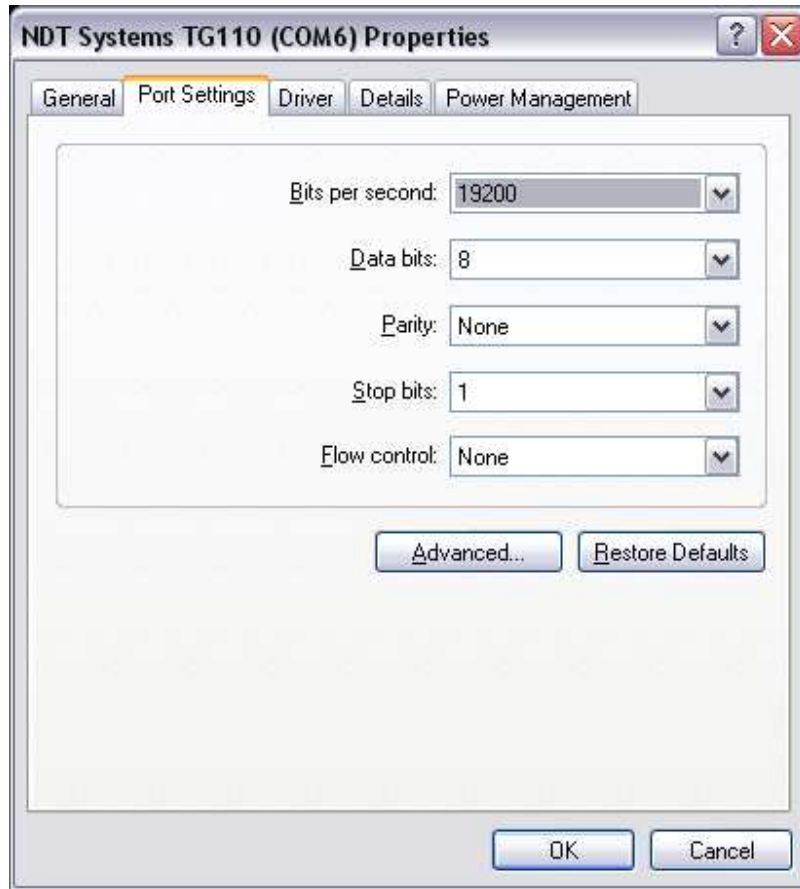 NDT Systems TG110 (COM6) Properties
General Port Settings Driver Details Power Management
Bits per second: 19200
Data bits: 8
Parity: None
Stop bits: 1
Flow control: None
Advanced... Restore Defaults
OK Cancel